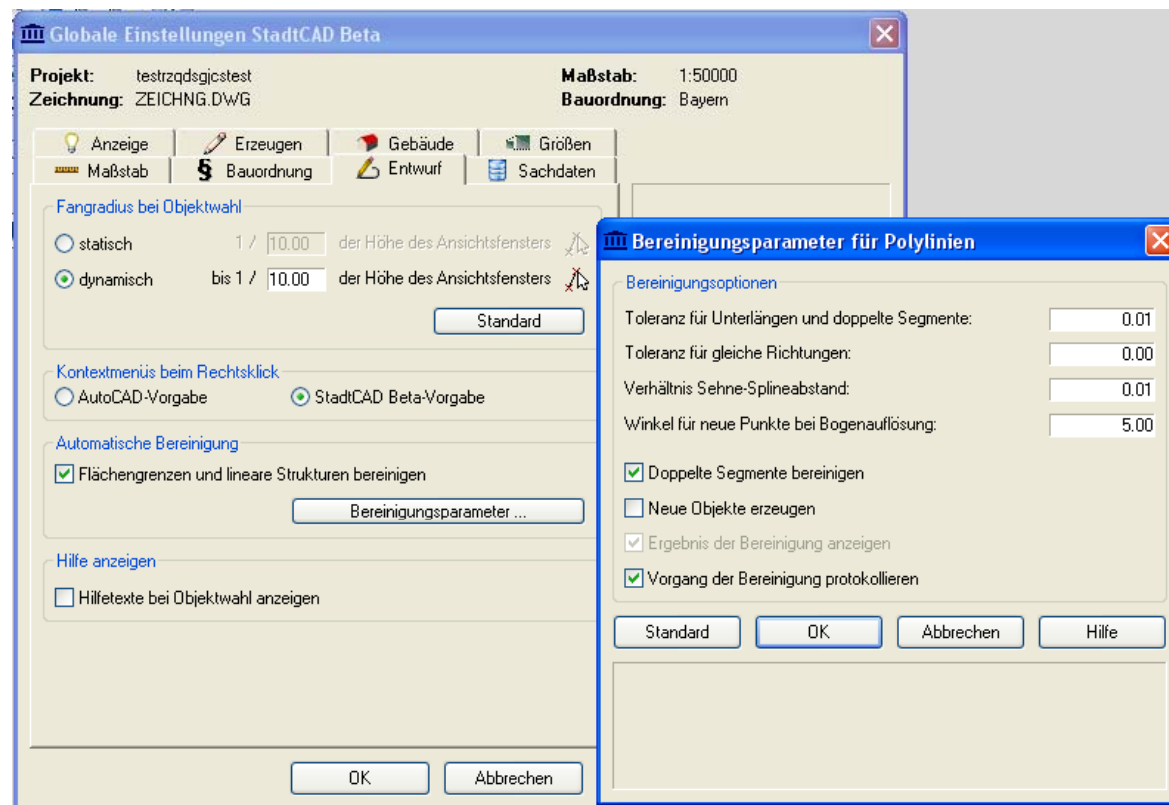 Globale Einstellungen StadtCAD Beta
Projekt: testrzqdsgjcstest Maßstab: 1:50000
Zeichnung: ZEICHNG.DWG Bauordnung: Bayern
Anzeige Erzeugen Gebäude Größen
Maßstab § Bauordnung Entwurf Sachdaten
Fangradius bei Objektwahl
statisch 1 / 10.00 der Höhe des Ansichtsfensters
dynamisch bis 1 / 10.00 der Höhe des Ansichtsfensters
Standard
Kontextmenüs beim Rechtsklick
AutoCAD-Vorgabe StadtCAD Beta-Vorgabe
Automatische Bereinigung
Flächengrenzen und lineare Strukturen bereinigen
Bereinigungsparameter ...
Hilfe anzeigen
Hilfetexte bei Objektwahl anzeigen
OK Abbrechen
Bereinigungsparameter für Polylinien
Bereinigungsoptionen
Toleranz für Unterlängen und doppelte Segmente: 0.01
Toleranz für gleiche Richtungen: 0.00
Verhältnis Sehne-Splineabstand: 0.01
Winkel für neue Punkte bei Bogenauflösung: 5.00
Doppelte Segmente bereinigen
Neue Objekte erzeugen
Ergebnis der Bereinigung anzeigen
Vorgang der Bereinigung protokollieren
Standard OK Abbrechen Hilfe